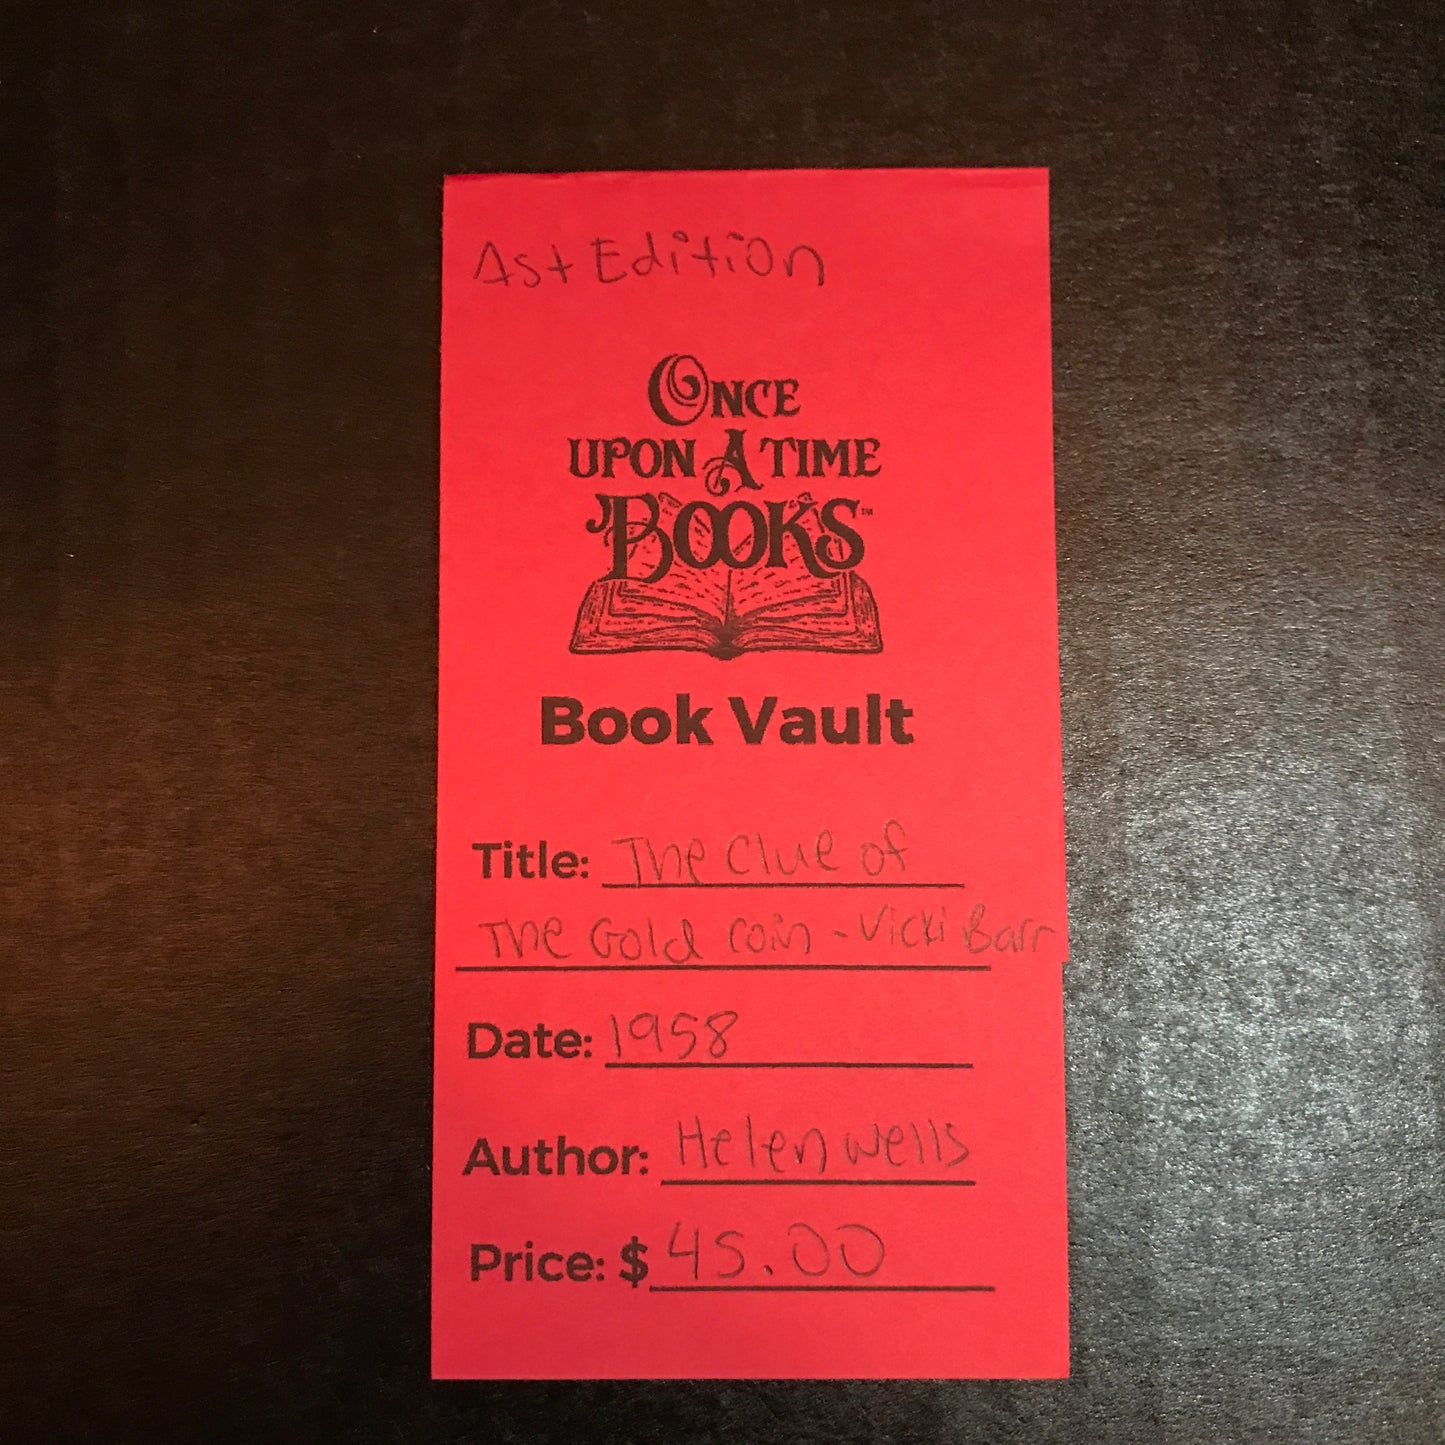 1st Edition
ONCE
UPON A TIME
BOOKS™
Book Vault
Title: The Clue of
The Gold Coin - Vicki Barr
Date: 1958
Author: Helen Wells
Price: $ 45.00